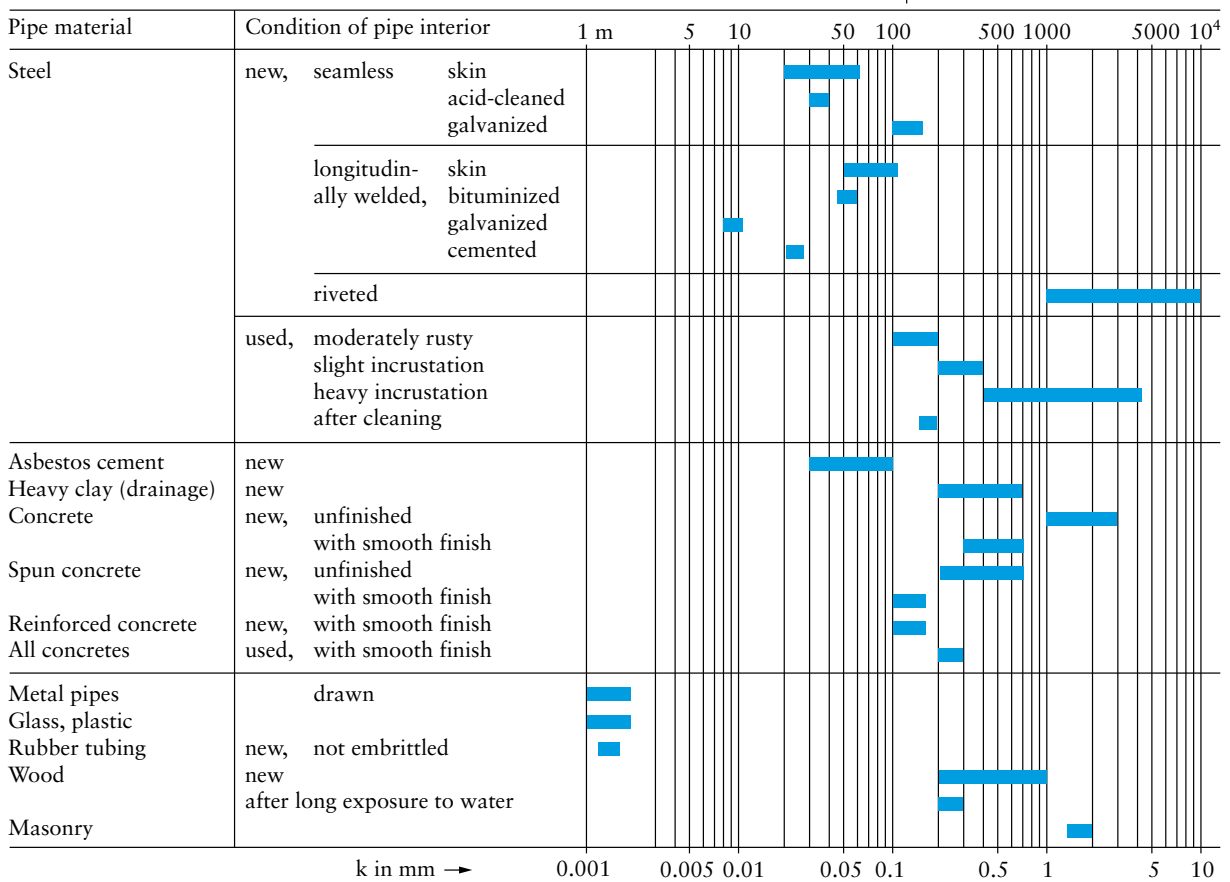 Pipe material Condition of pipe interior 1 m 5 10 50 100 500 1000 5000 10⁴
Steel new, seamless skin
acid-cleaned
galvanized
longitudin- skin
ally welded, bituminized
galvanized
cemented
riveted
used, moderately rusty
slight incrustation
heavy incrustation
after cleaning
Asbestos cement new
Heavy clay (drainage) new
Concrete new, unfinished
with smooth finish
Spun concrete new, unfinished
with smooth finish
Reinforced concrete new, with smooth finish
All concretes used, with smooth finish
Metal pipes drawn
Glass, plastic
Rubber tubing new, not embrittled
Wood new
after long exposure to water
Masonry
k in mm → 0.001 0.005 0.01 0.05 0.1 0.5 1 5 10